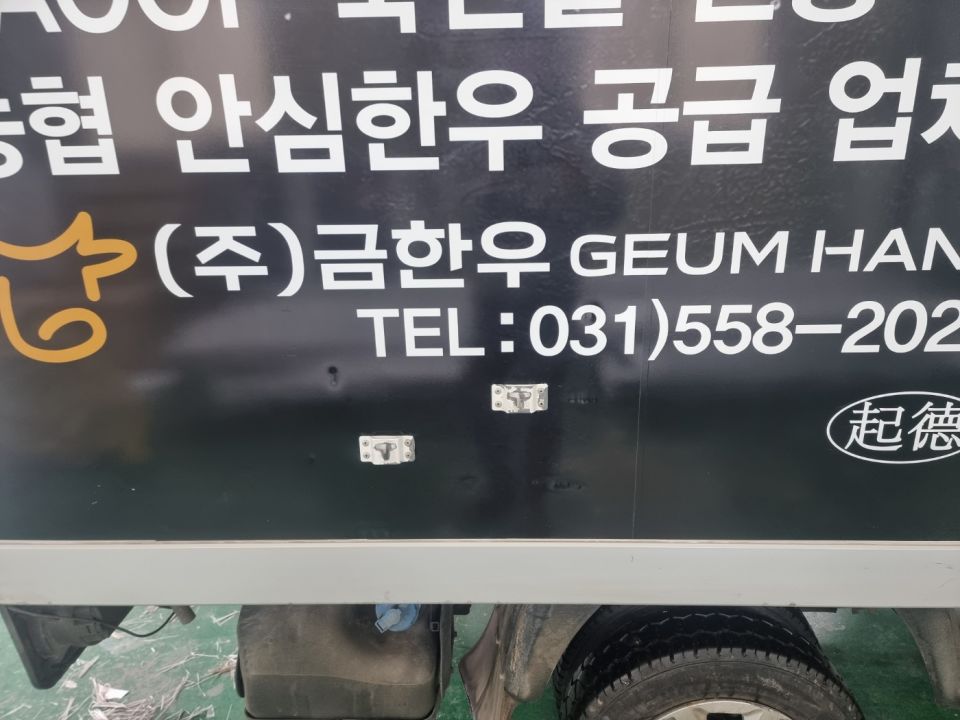 농협 안심한우 공급 업체
(주)금한우 GEUM HAN
TEL : 031)558-202
起德